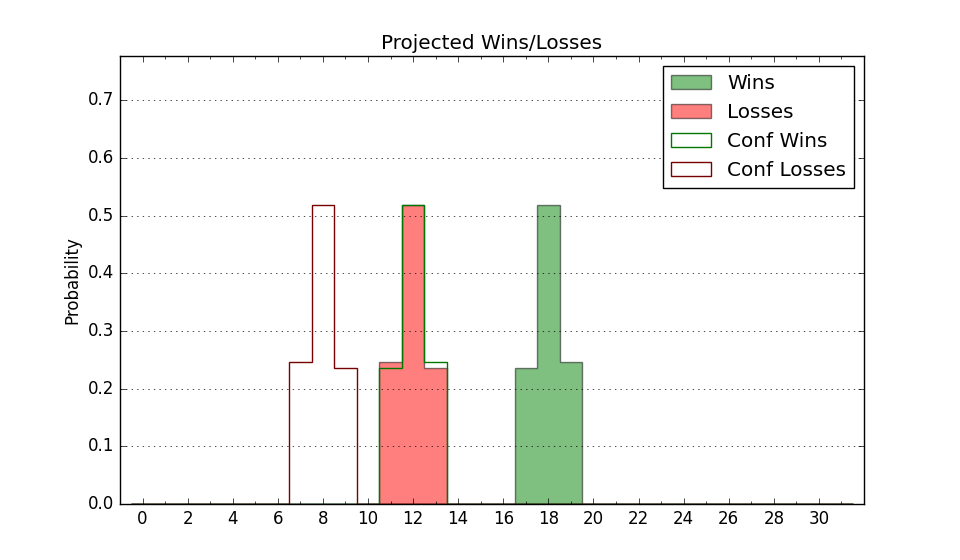 Projected Wins/Losses
Wins
Losses
Conf Wins
Conf Losses
Probability
0.7
0.6
0.5
0.4
0.3
0.2
0.1
0.0
0 2 4 6 8 10 12 14 16 18 20 22 24 26 28 30